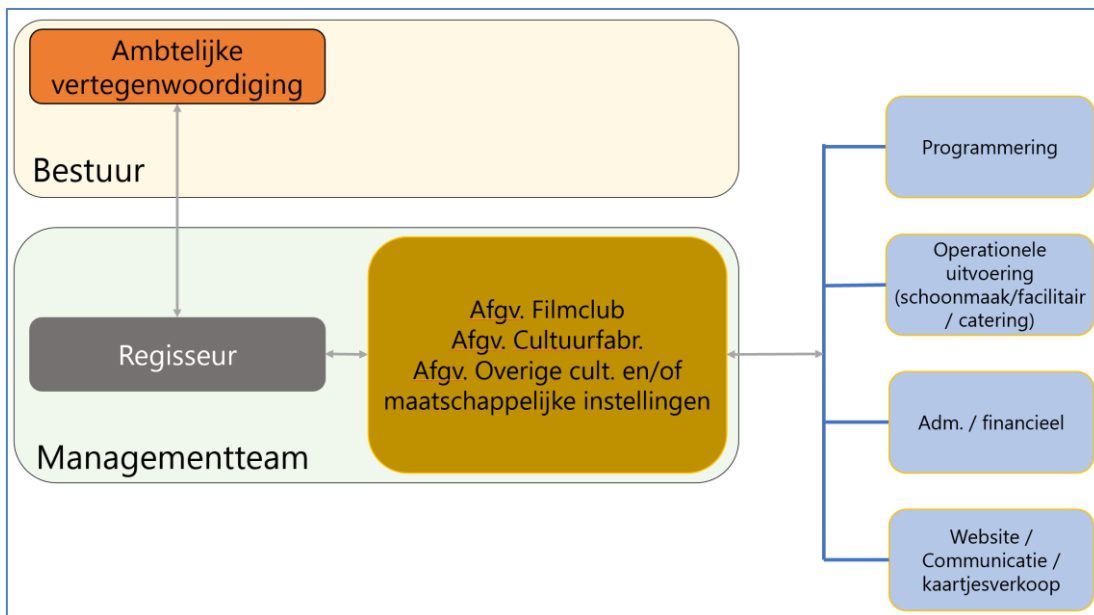 Ambtelijke
vertegenwoordiging
Bestuur
Regisseur
Afgv. Filmclub
Afgv. Cultuurfabr.
Afgv. Overige cult. en/of
maatschappelijke instellingen
Managementteam
Programmering
Operationele
uitvoering
(schoonmaak/facilitair
/ catering)
Adm. / financieel
Website /
Communicatie /
kaartjesverkoop